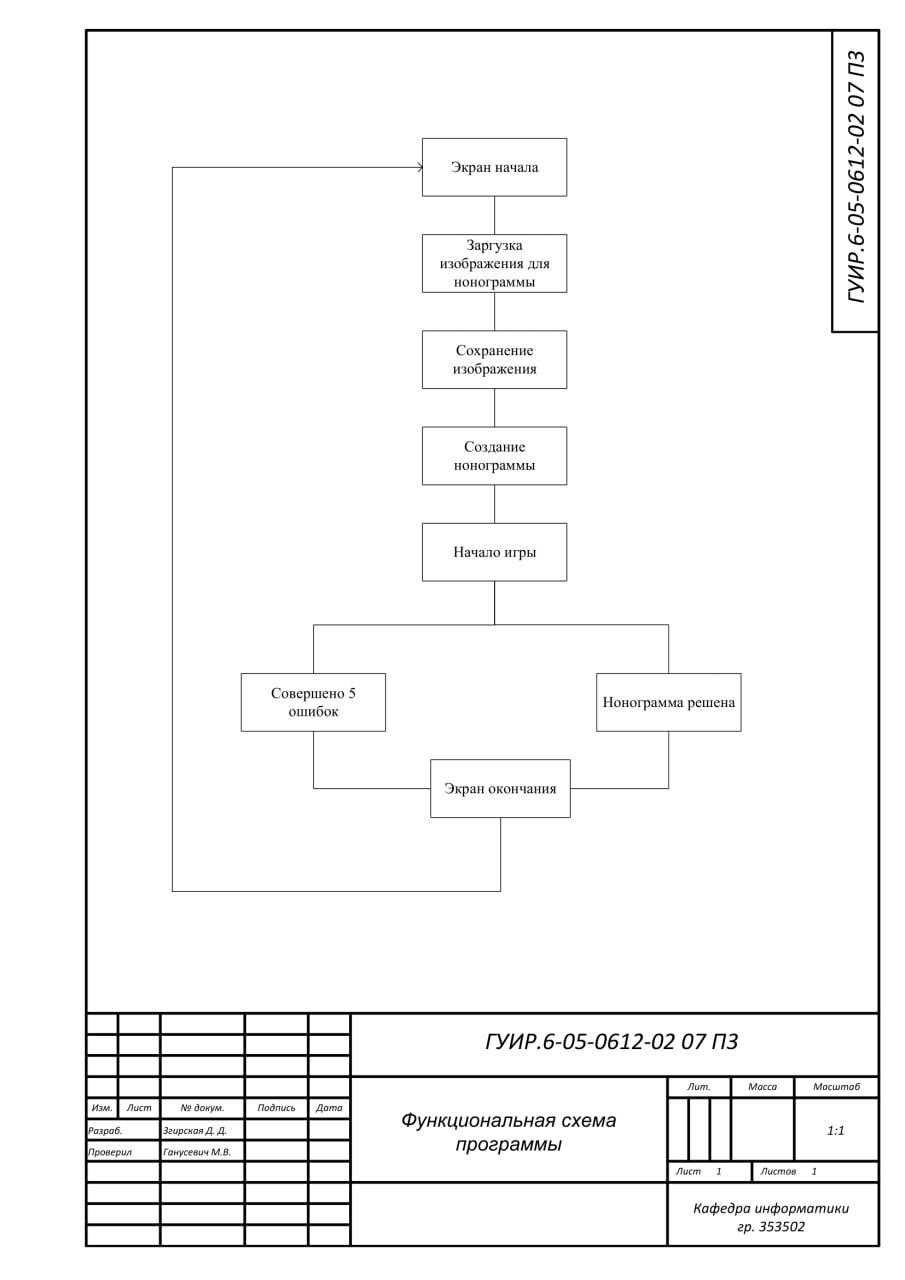 ГУИР.6-05-0612-02 07 ПЗ
Экран начала
Заргузка
изображения для
нонограммы
Сохранение
изображения
Создание
нонограммы
Начало игры
Совершено 5
ошибок
Нонограмма решена
Экран окончания
ГУИР.6-05-0612-02 07 ПЗ
Лит. Масса Масштаб
Изм. Лист № докум. Подпись Дата
Функциональная схема
программы
Разраб. Згирская Д. Д.
1:1
Проверил Ганусевич М.В.
Лист 1 Листов 1
Кафедра информатики
гр. 353502